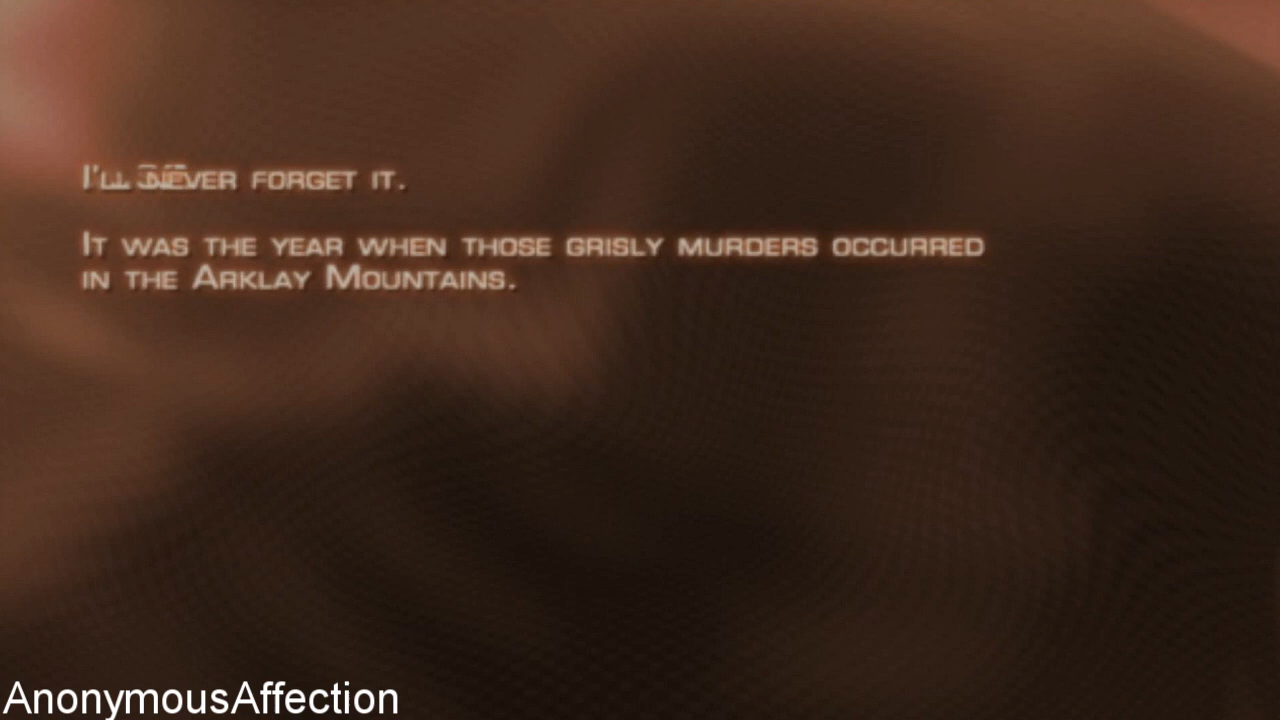 I'll never forget it.
It was the year when those grisly murders occurred
in the Arklay Mountains.
AnonymousAffection